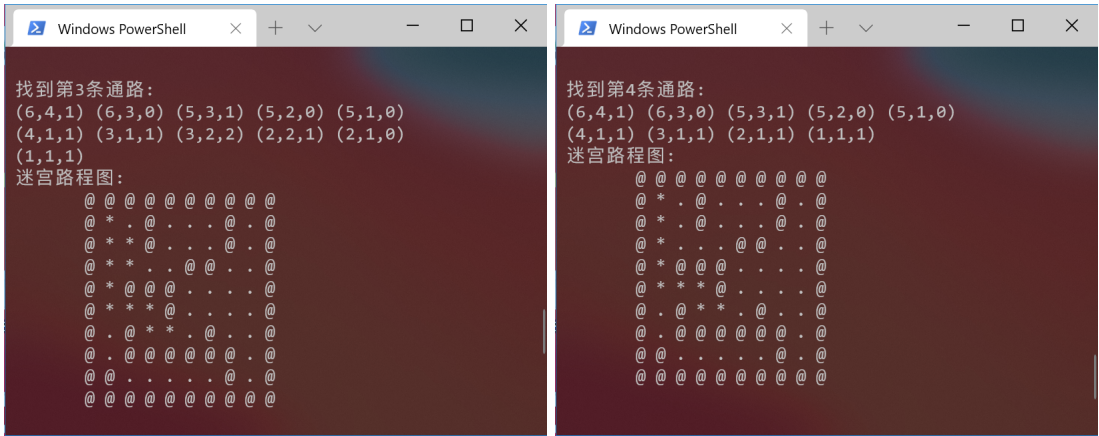 Windows PowerShell
找到第3条通路:
(6,4,1) (6,3,0) (5,3,1) (5,2,0) (5,1,0)
(4,1,1) (3,1,1) (3,2,2) (2,2,1) (2,1,0)
(1,1,1)
迷宫路程图:
@ @ @ @ @ @ @ @ @ @
@ * . @ . . . @ . @
@ * * @ . . . @ . @
@ * * . . @ @ . . @
@ * @ @ @ . . . . @
@ * * * @ . . . . @
@ . @ * * . @ . . @
@ . @ @ @ @ @ @ . @
@ @ . . . . . @ . @
@ @ @ @ @ @ @ @ @ @
Windows PowerShell
找到第4条通路:
(6,4,1) (6,3,0) (5,3,1) (5,2,0) (5,1,0)
(4,1,1) (3,1,1) (2,1,1) (1,1,1)
迷宫路程图:
@ @ @ @ @ @ @ @ @ @
@ * . @ . . . @ . @
@ * . @ . . . @ . @
@ * . . . @ @ . . @
@ * @ @ @ . . . . @
@ * * * @ . . . . @
@ . @ * * . @ . . @
@ . @ @ @ @ @ @ . @
@ @ . . . . . @ . @
@ @ @ @ @ @ @ @ @ @